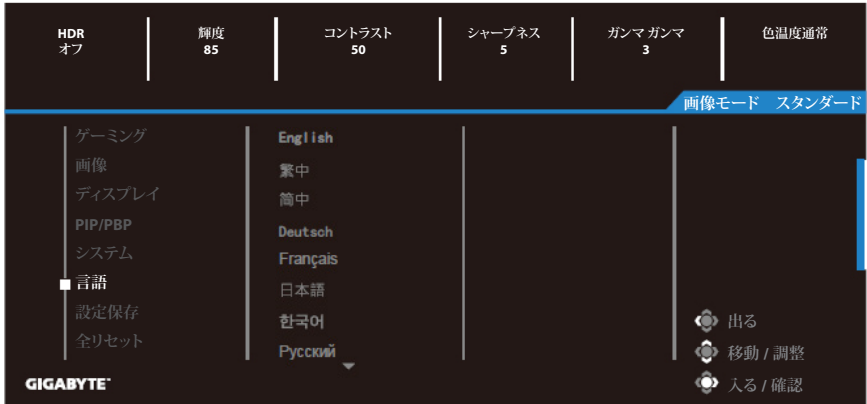 HDR
オフ
輝度
85
コントラスト
50
シャープネス
5
ガンマ ガンマ
3
色温度通常
画像モード　スタンダード
ゲーミング
画像
ディスプレイ
PIP/PBP
システム
言語
設定保存
全リセット
English
繁中
简中
Deutsch
Français
日本語
한국어
Русский
出る
移動 / 調整
入る / 確認
GIGABYTE™